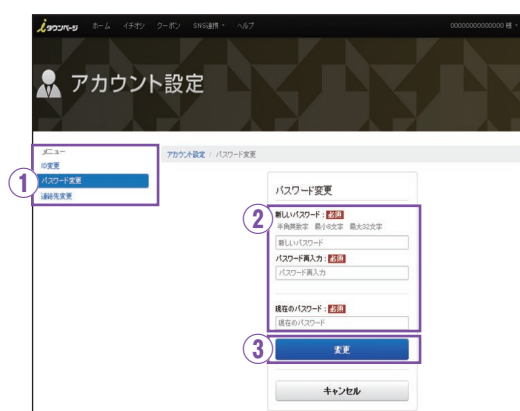 iタウンページ ホーム イチオシ クーポン SNS連携 ヘルプ 00000000000000 様
アカウント設定
メニュー
ID変更
パスワード変更
連絡先変更
アカウント設定 / パスワード変更
①
パスワード変更
②
新しいパスワード：必須
半角英数字 最小6文字 最大32文字
新しいパスワード
パスワード再入力：必須
パスワード再入力
現在のパスワード：必須
現在のパスワード
③
変更
キャンセル